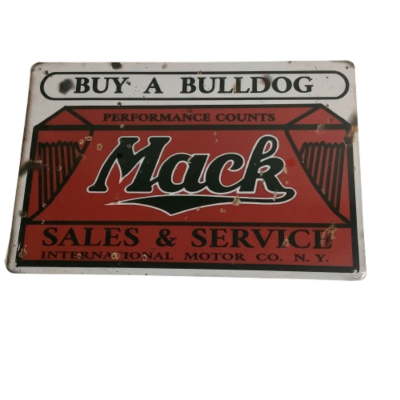 BUY A BULLDOG
PERFORMANCE COUNTS
Mack
SALES & SERVICE
INTERNATIONAL MOTOR CO. N. Y.